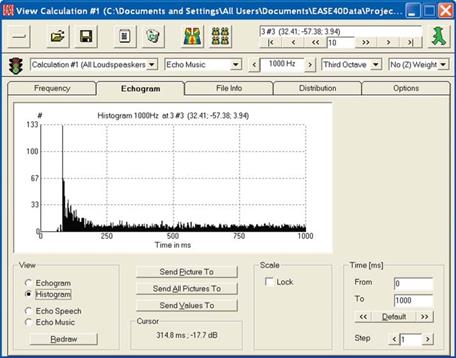 View Calculation #1 (C:\Documents and Settings\All Users\Documents\EASE40Data\Projec...
3 #3 (32.41; -57.38; 3.94)
|< < << 10 >> > >|
Calculation #1 (All Loudspeakers Echo Music < 1000 Hz > Third Octave No (Z) Weight
Frequency Echogram File Info Distribution Options
# Histogram 1000Hz at 3 #3 (32.41; -57.38; 3.94)
133
100
67
33
0
0 250 500 750 1000
Time in ms
View
Echogram
Histogram
Echo Speech
Echo Music
Redraw
Send Picture To
Send All Pictures To
Send Values To
Cursor
314.8 ms ; -17.7 dB
Scale
Lock
Time [ms]
From 0
To 1000
<< Default >>
Step < 1 >